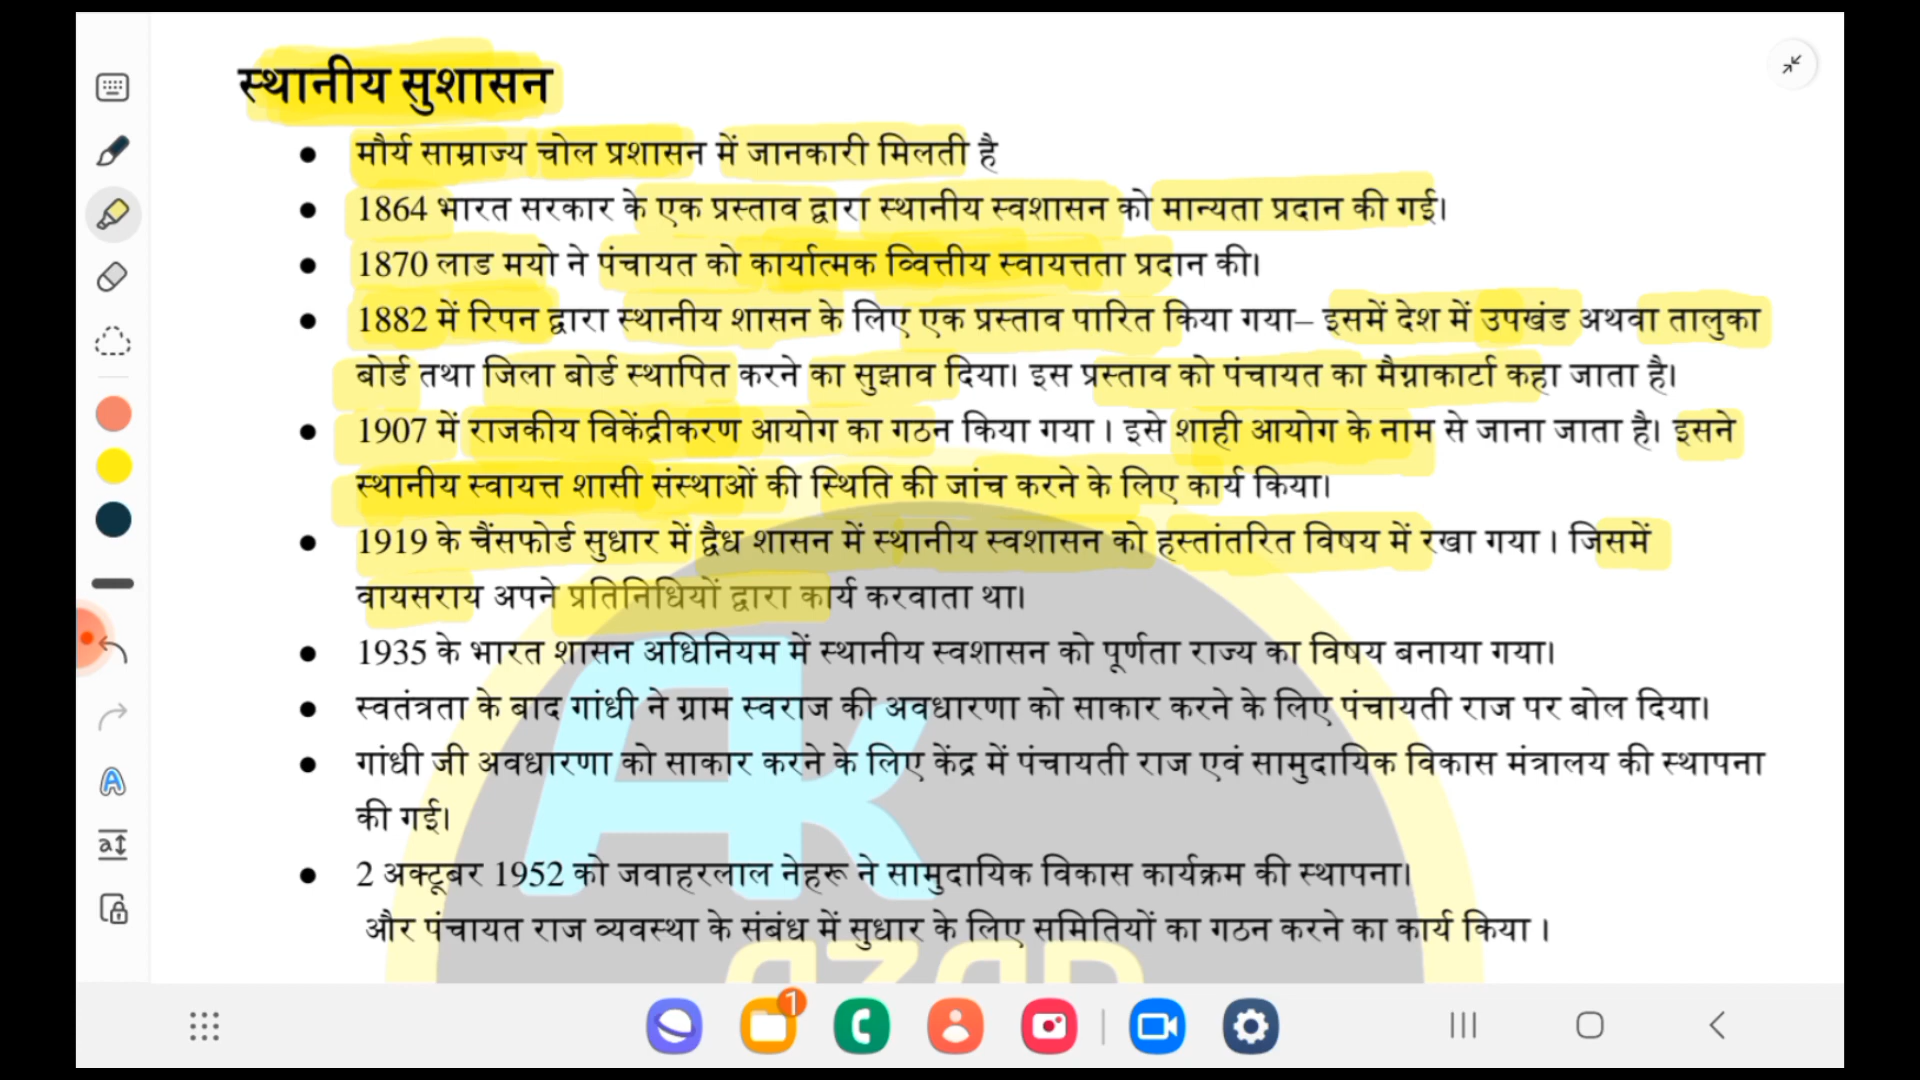 स्थानीय सुशासन
● मौर्य साम्राज्य चोल प्रशासन में जानकारी मिलती है
● 1864 भारत सरकार के एक प्रस्ताव द्वारा स्थानीय स्वशासन को मान्यता प्रदान की गई।
● 1870 लाड मयो ने पंचायत को कार्यात्मक व्वित्तीय स्वायत्तता प्रदान की।
● 1882 में रिपन द्वारा स्थानीय शासन के लिए एक प्रस्ताव पारित किया गया– इसमें देश में उपखंड अथवा तालुका
बोर्ड तथा जिला बोर्ड स्थापित करने का सुझाव दिया। इस प्रस्ताव को पंचायत का मैग्नाकार्टा कहा जाता है।
● 1907 में राजकीय विकेंद्रीकरण आयोग का गठन किया गया । इसे शाही आयोग के नाम से जाना जाता है। इसने
स्थानीय स्वायत्त शासी संस्थाओं की स्थिति की जांच करने के लिए कार्य किया।
● 1919 के चैंसफोर्ड सुधार में द्वैध शासन में स्थानीय स्वशासन को हस्तांतरित विषय में रखा गया । जिसमें
वायसराय अपने प्रतिनिधियों द्वारा कार्य करवाता था।
● 1935 के भारत शासन अधिनियम में स्थानीय स्वशासन को पूर्णता राज्य का विषय बनाया गया।
● स्वतंत्रता के बाद गांधी ने ग्राम स्वराज की अवधारणा को साकार करने के लिए पंचायती राज पर बोल दिया।
● गांधी जी अवधारणा को साकार करने के लिए केंद्र में पंचायती राज एवं सामुदायिक विकास मंत्रालय की स्थापना
की गई।
● 2 अक्टूबर 1952 को जवाहरलाल नेहरू ने सामुदायिक विकास कार्यक्रम की स्थापना।
और पंचायत राज व्यवस्था के संबंध में सुधार के लिए समितियों का गठन करने का कार्य किया ।
AK
azad
A
a
1